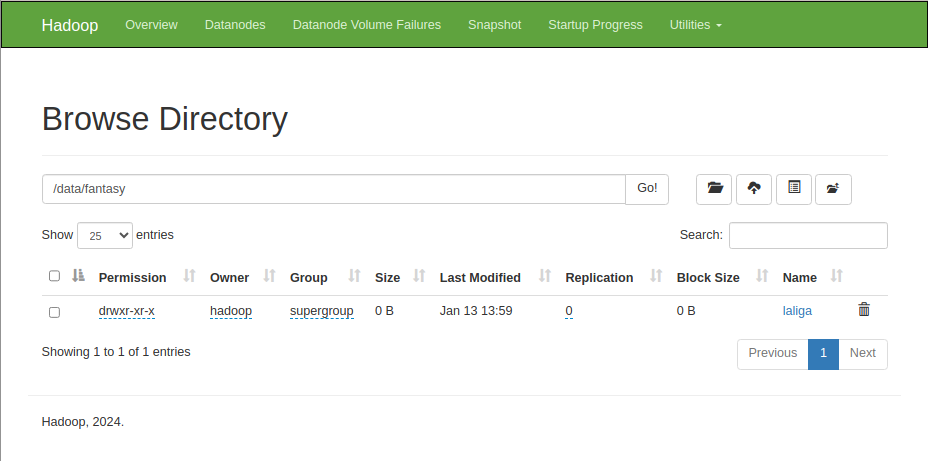 Hadoop Overview Datanodes Datanode Volume Failures Snapshot Startup Progress Utilities
Browse Directory
/data/fantasy Go!
Show 25 entries Search:
Permission Owner Group Size Last Modified Replication Block Size Name
drwxr-xr-x hadoop supergroup 0 B Jan 13 13:59 0 0 B laliga
Showing 1 to 1 of 1 entries Previous 1 Next
Hadoop, 2024.